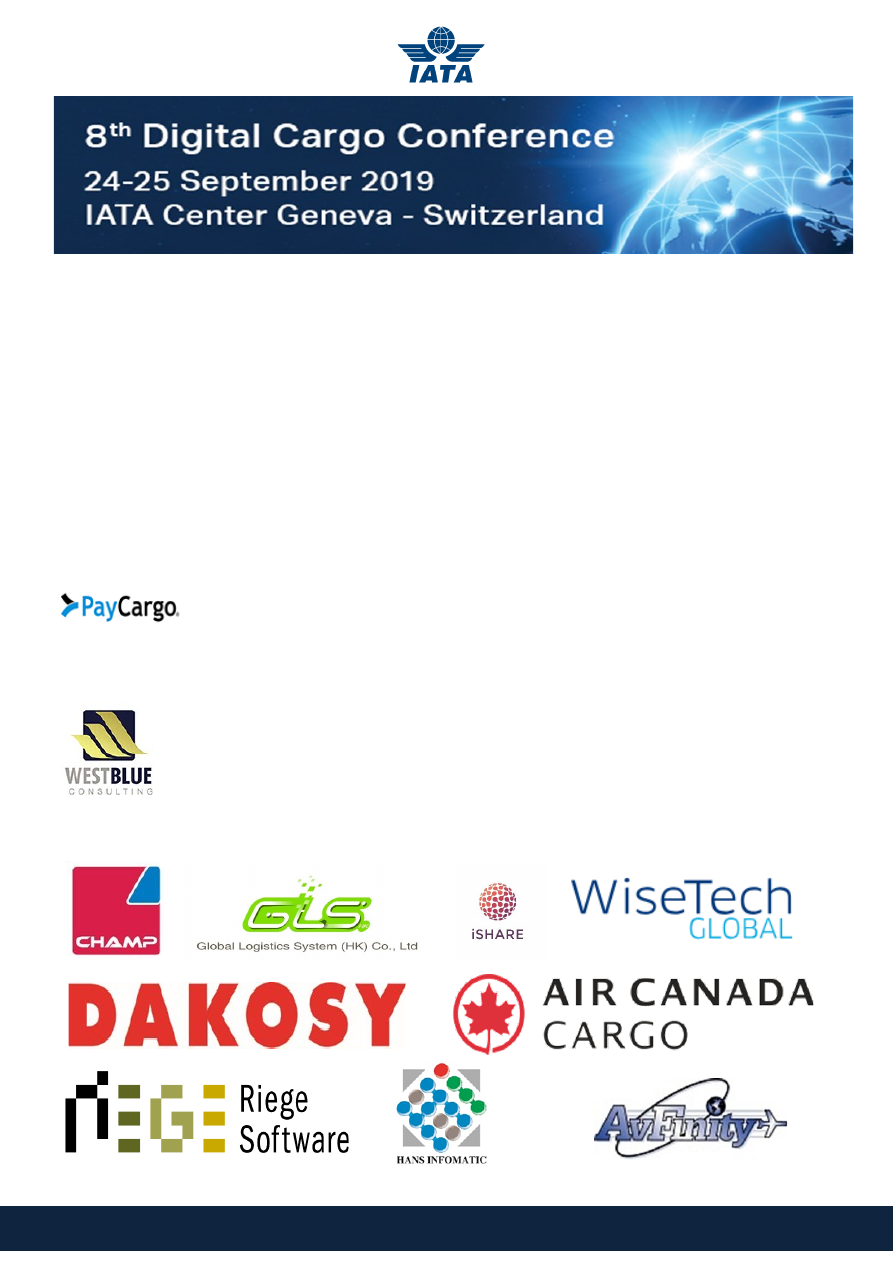 IATA
8th Digital Cargo Conference
24-25 September 2019
IATA Center Geneva - Switzerland
PayCargo
WESTBLUE
CONSULTING
CHAMP
GLS
Global Logistics System (HK) Co., Ltd
iSHARE
WiseTech
GLOBAL
DAKOSY
AIR CANADA
CARGO
RIEGE
Riege
Software
HANS INFOMATIC
AvFinity